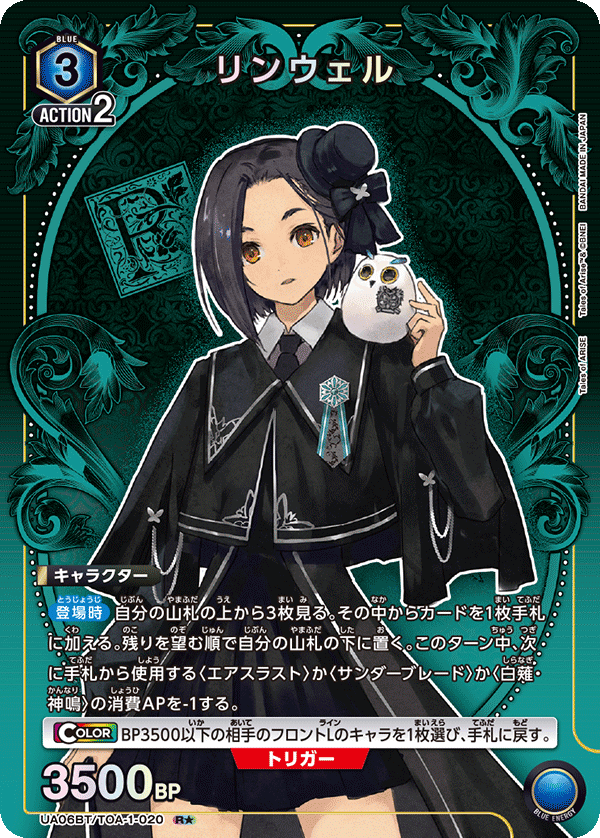 BLUE
3
ACTION2
リンウェル
BANDAI MADE IN JAPAN
Tales of Arise™& ©BNEI
Tales of ARISE
キャラクター
登場時 自分の山札の上から3枚見る。その中からカードを1枚手札
に加える。残りを望む順で自分の山札の下に置く。このターン中、次
に手札から使用する〈エアスラスト〉か〈サンダーブレード〉か〈白薙・
神鳴〉の消費APを-1する。
COLOR BP3500以下の相手のフロントLのキャラを1枚選び、手札に戻す。
トリガー
3500BP
UA06BT/TOA-1-020 R★
BLUE ENERGY